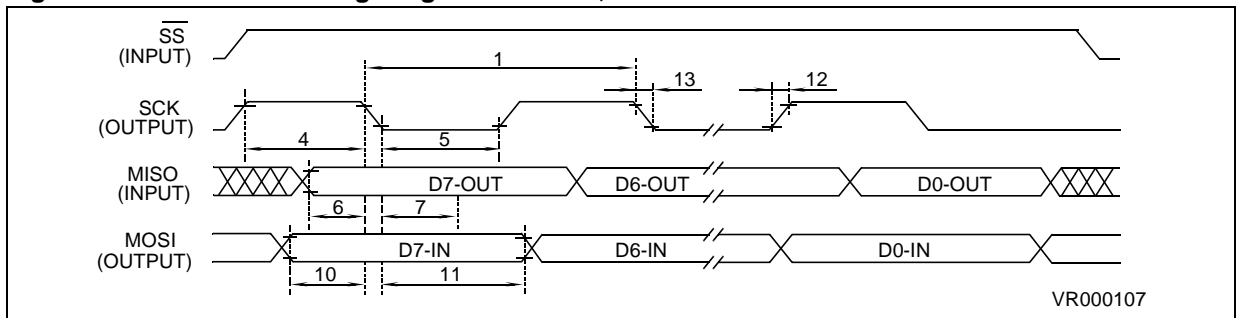 SS
(INPUT)
1
13
12
SCK
(OUTPUT)
4
5
MISO
(INPUT)
D7-OUT
D6-OUT
D0-OUT
6
7
MOSI
(OUTPUT)
D7-IN
D6-IN
D0-IN
10
11
VR000107